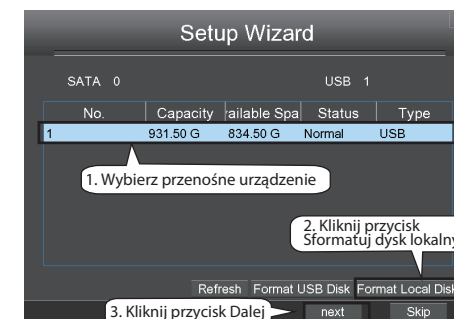 Setup Wizard
SATA 0 USB 1
No. Capacity vailable Spa Status Type
1 931.50 G 834.50 G Normal USB
1. Wybierz przenośne urządzenie
2. Kliknij przycisk
Sformatuj dysk lokalny
Refresh Format USB Disk Format Local Disk
3. Kliknij przycisk Dalej next Skip